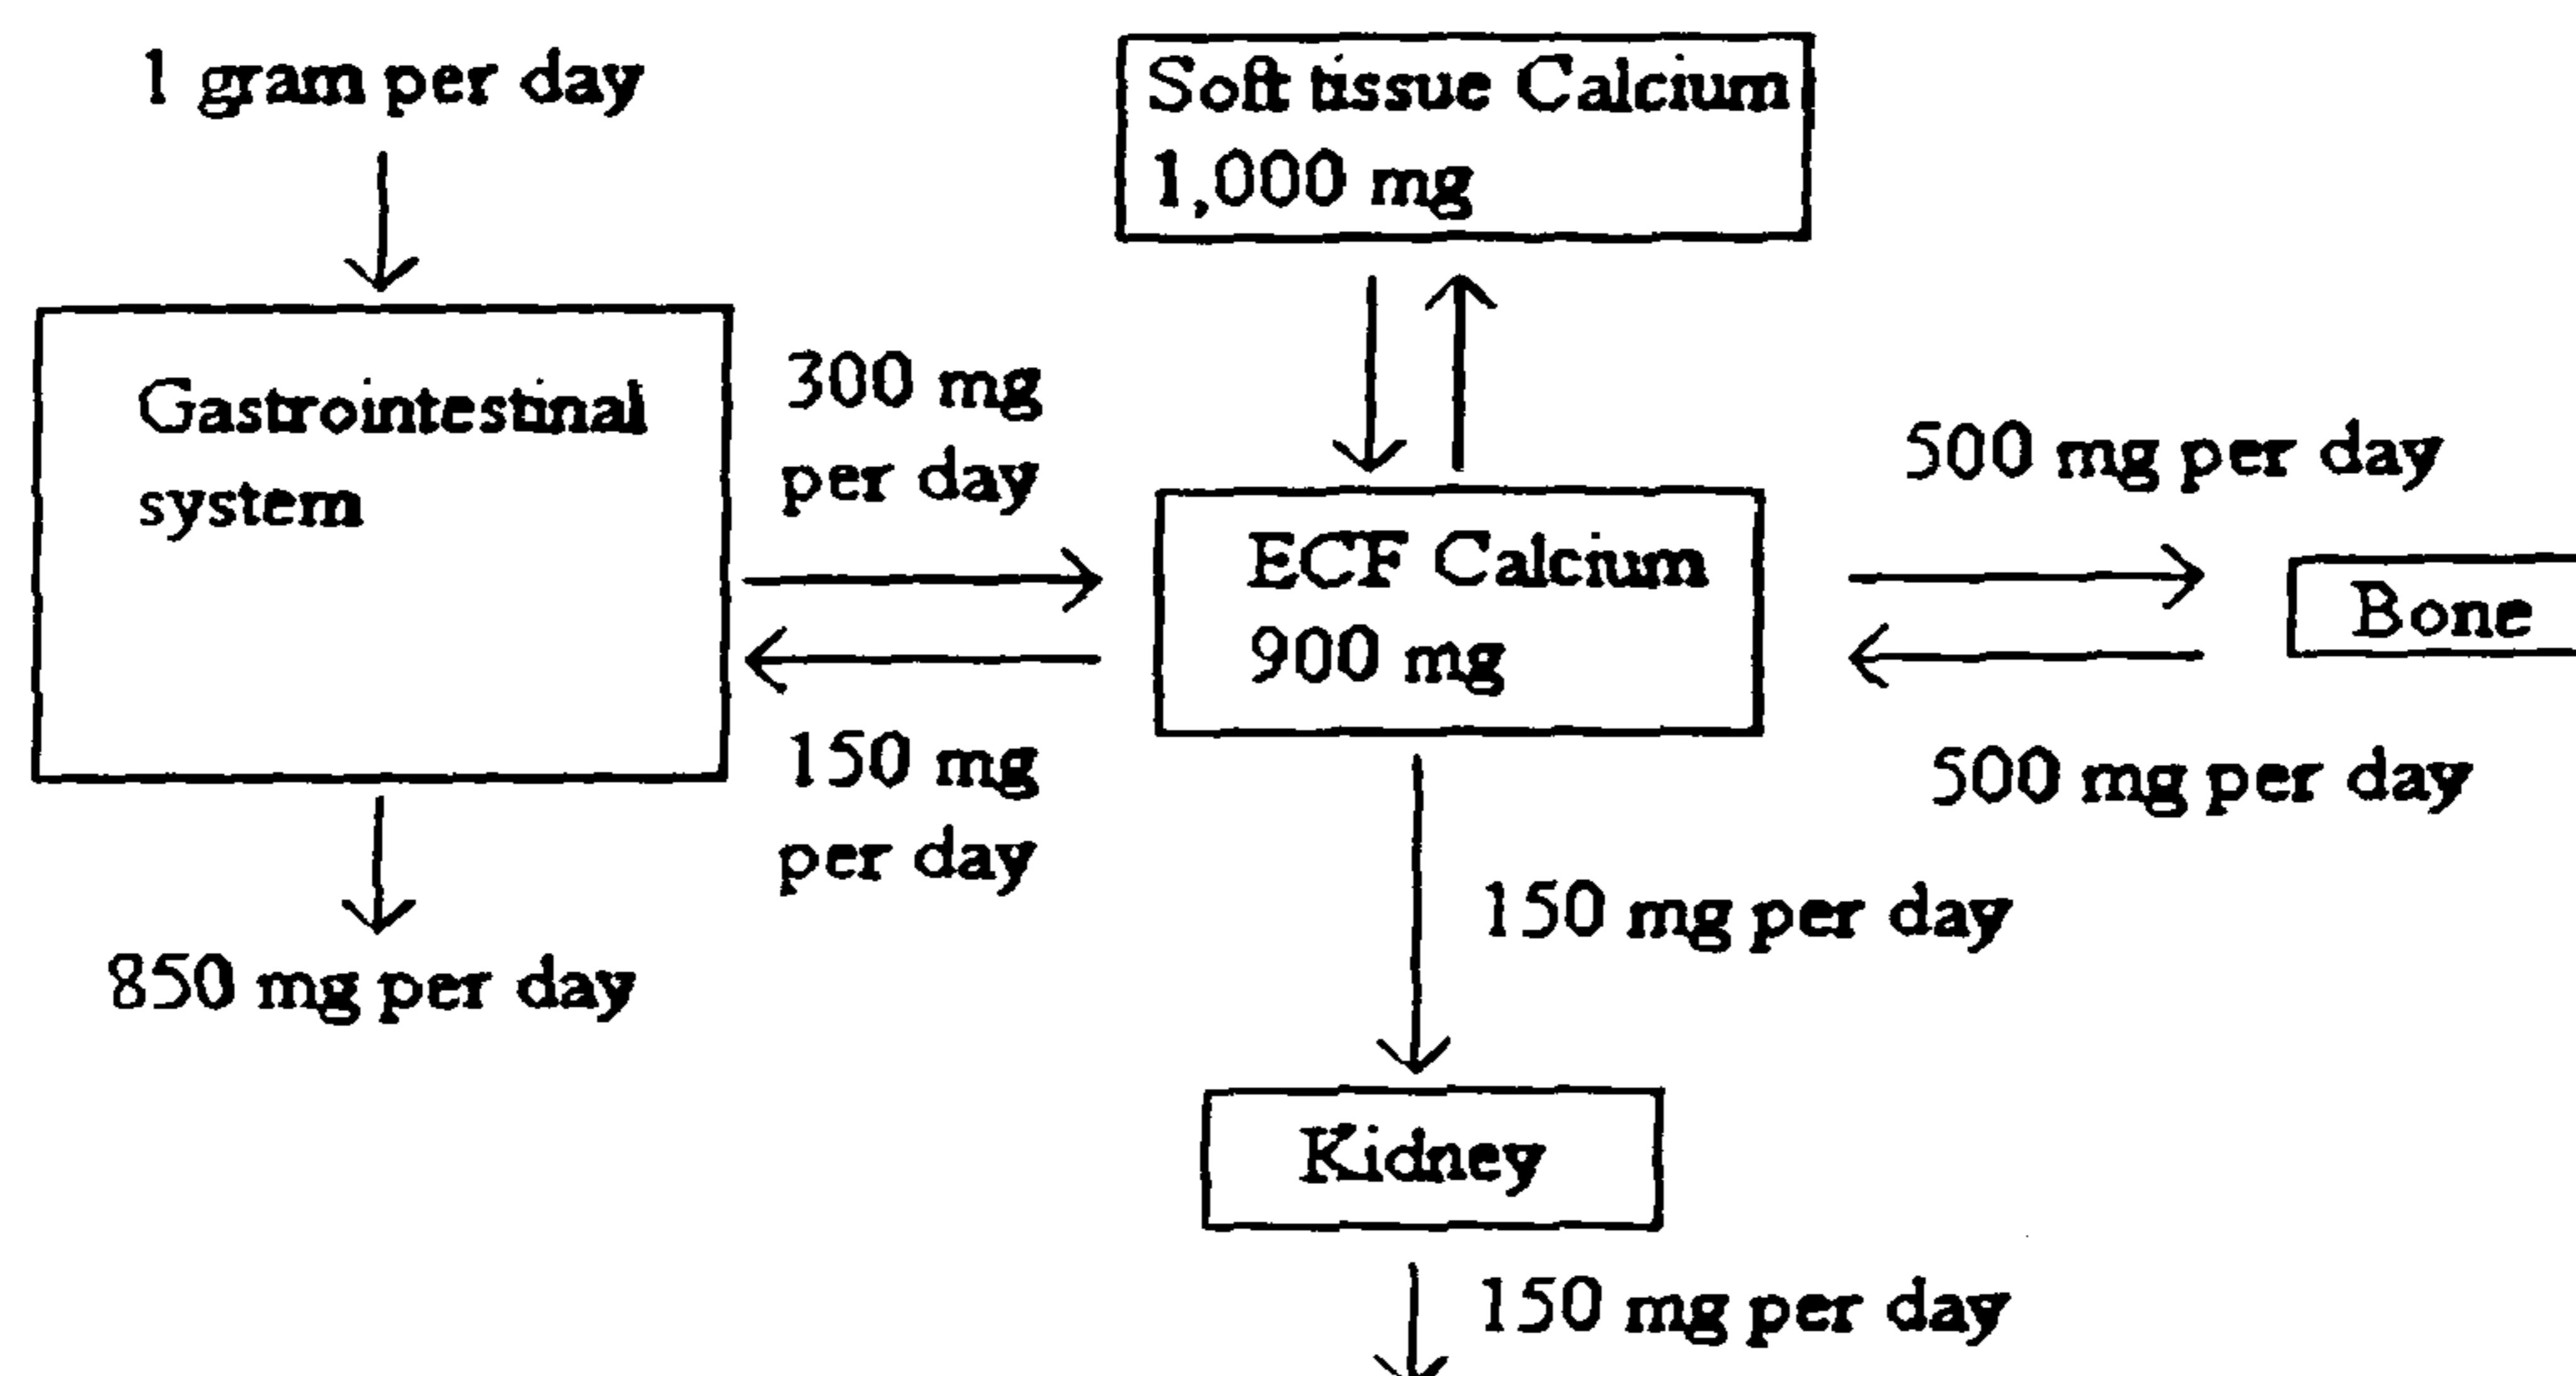 1 gram per day
Soft tissue Calcium
1,000 mg
Gastrointestinal
system
300 mg
per day
150 mg
per day
ECF Calcium
900 mg
500 mg per day
Bone
500 mg per day
850 mg per day
150 mg per day
Kidney
150 mg per day